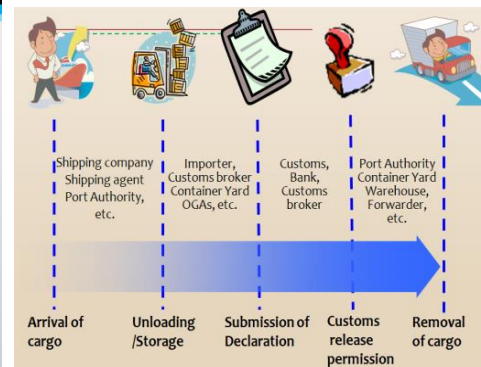 Shipping company
Shipping agent
Port Authority,
etc.
Importer,
Customs broker
Container Yard
OGAs, etc.
Customs,
Bank,
Customs
broker
Port Authority
Container Yard
Warehouse,
Forwarder,
etc.
Arrival of
cargo
Unloading
/Storage
Submission of
Declaration
Customs
release
permission
Removal
of cargo